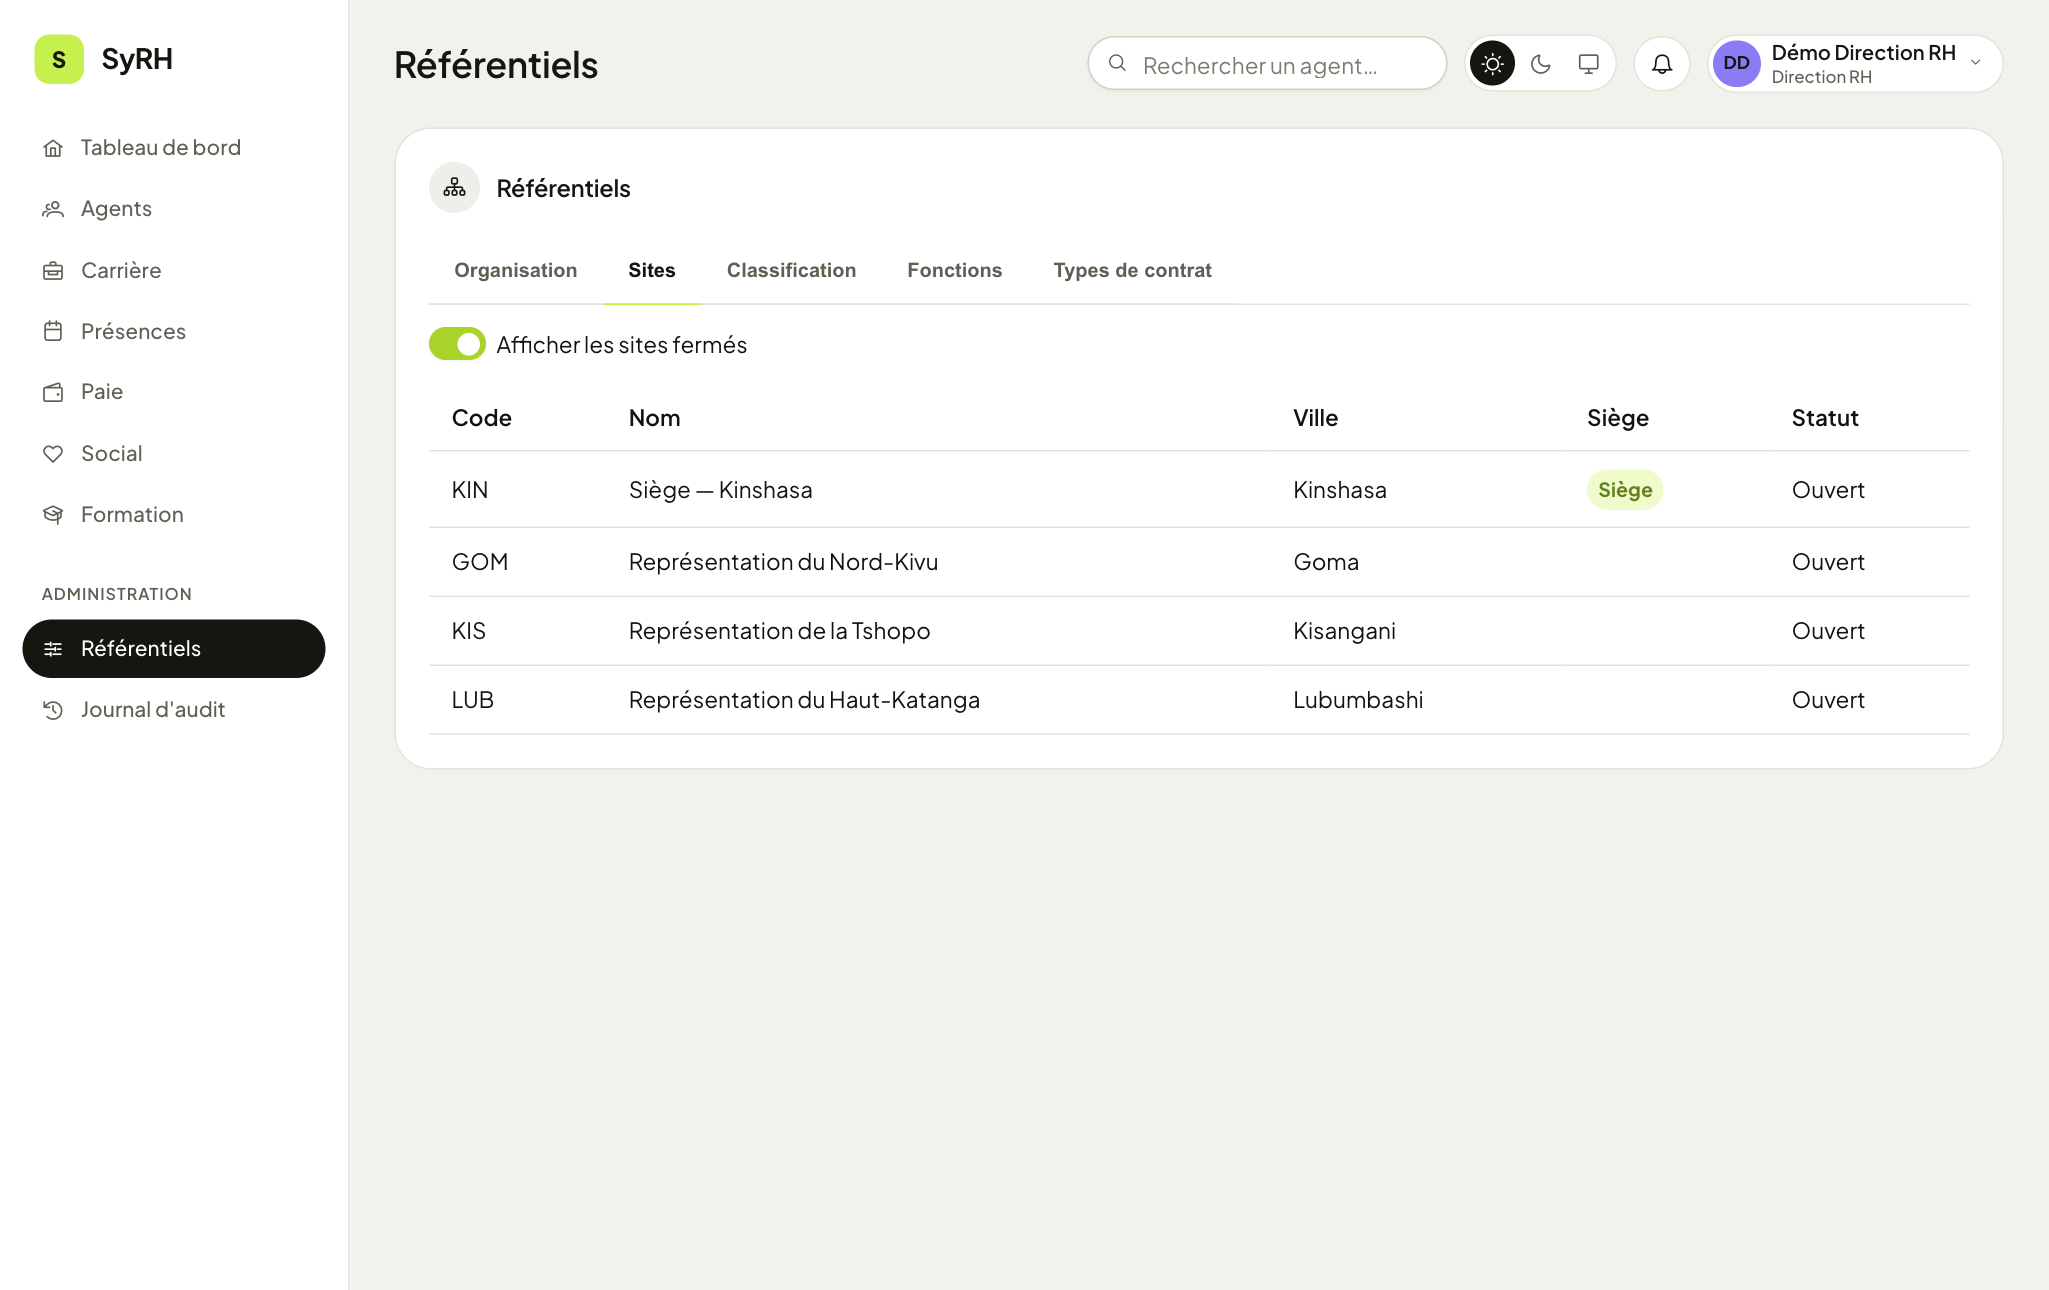 S SyRH
Tableau de bord
Agents
Carrière
Présences
Paie
Social
Formation
ADMINISTRATION
Référentiels
Journal d'audit
Référentiels
Rechercher un agent...
DD
Démo Direction RH
Direction RH
Référentiels
Organisation Sites Classification Fonctions Types de contrat
Afficher les sites fermés
Code Nom Ville Siège Statut
KIN Siège — Kinshasa Kinshasa Siège Ouvert
GOM Représentation du Nord-Kivu Goma Ouvert
KIS Représentation de la Tshopo Kisangani Ouvert
LUB Représentation du Haut-Katanga Lubumbashi Ouvert